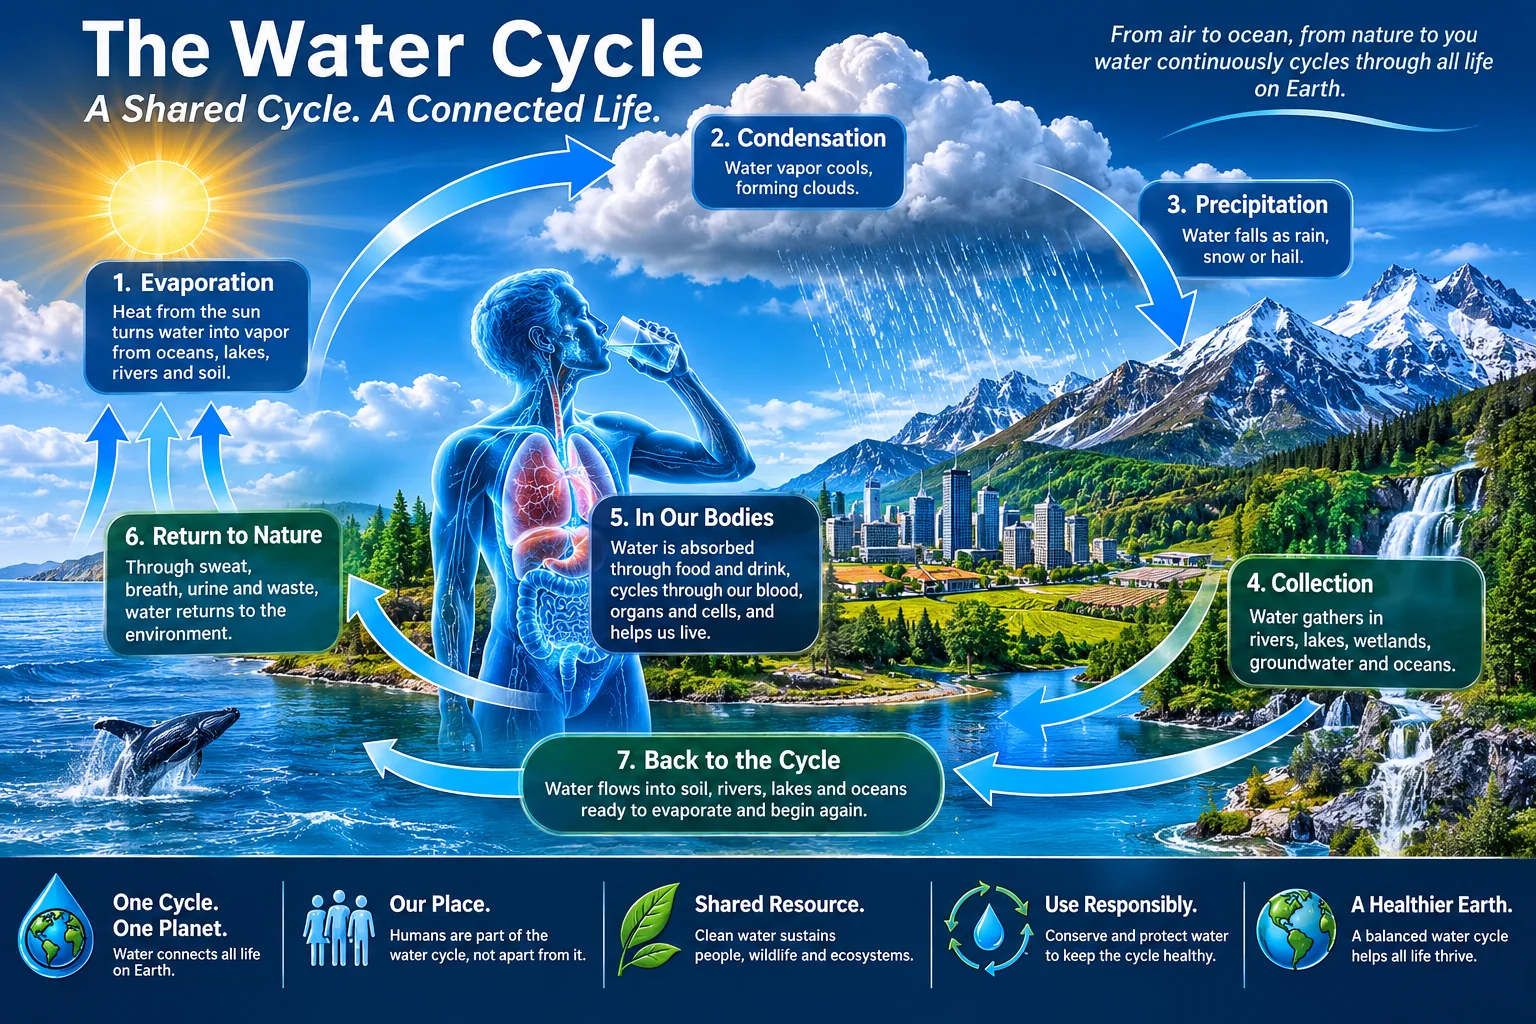 The Water Cycle
A Shared Cycle. A Connected Life.
From air to ocean, from nature to you
water continuously cycles through all life
on Earth.
1. Evaporation
Heat from the sun
turns water into vapor
from oceans, lakes,
rivers and soil.
2. Condensation
Water vapor cools,
forming clouds.
3. Precipitation
Water falls as rain,
snow or hail.
4. Collection
Water gathers in
rivers, lakes, wetlands,
groundwater and oceans.
5. In Our Bodies
Water is absorbed
through food and drink,
cycles through our blood,
organs and cells, and
helps us live.
6. Return to Nature
Through sweat,
breath, urine and waste,
water returns to the
environment.
7. Back to the Cycle
Water flows into soil, rivers, lakes and oceans
ready to evaporate and begin again.
One Cycle.
One Planet.
Water connects all life
on Earth.
Our Place.
Humans are part of the
water cycle, not apart from it.
Shared Resource.
Clean water sustains
people, wildlife and ecosystems.
Use Responsibly.
Conserve and protect water
to keep the cycle healthy.
A Healthier Earth.
A balanced water cycle
helps all life thrive.